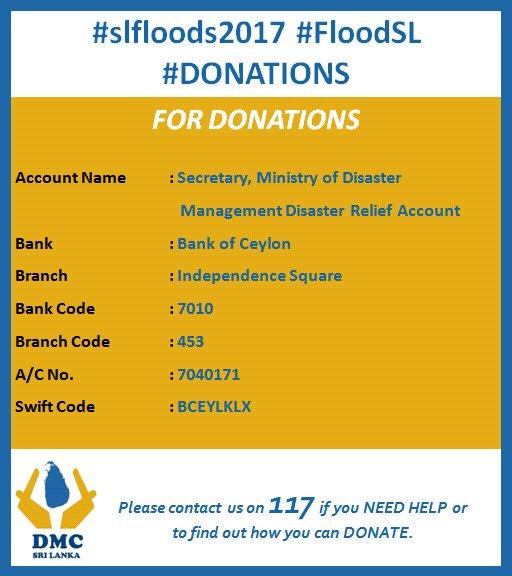 #slfloods2017 #FloodSL
#DONATIONS
FOR DONATIONS
Account Name : Secretary, Ministry of Disaster
Management Disaster Relief Account
Bank : Bank of Ceylon
Branch : Independence Square
Bank Code : 7010
Branch Code : 453
A/C No. : 7040171
Swift Code : BCEYLKLX
Please contact us on 117 if you NEED HELP or
to find out how you can DONATE.
DMC
SRI LANKA